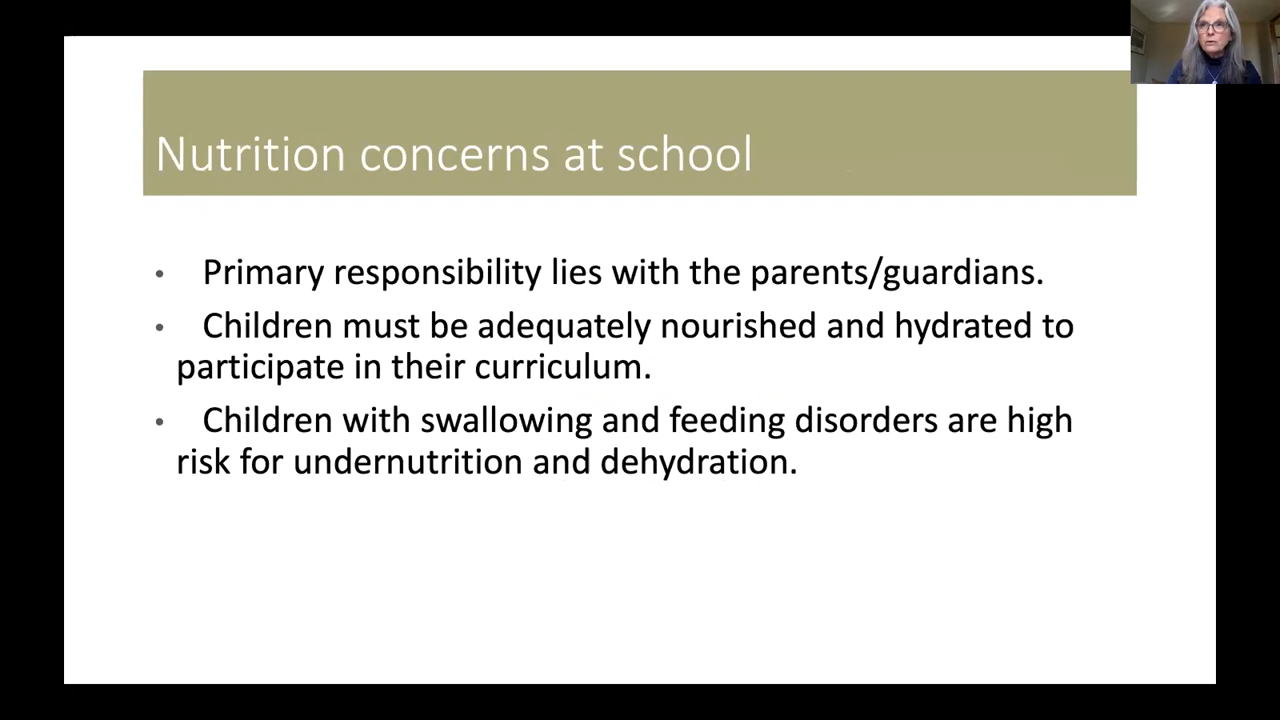 Nutrition concerns at school
• Primary responsibility lies with the parents/guardians.
• Children must be adequately nourished and hydrated to
participate in their curriculum.
• Children with swallowing and feeding disorders are high
risk for undernutrition and dehydration.